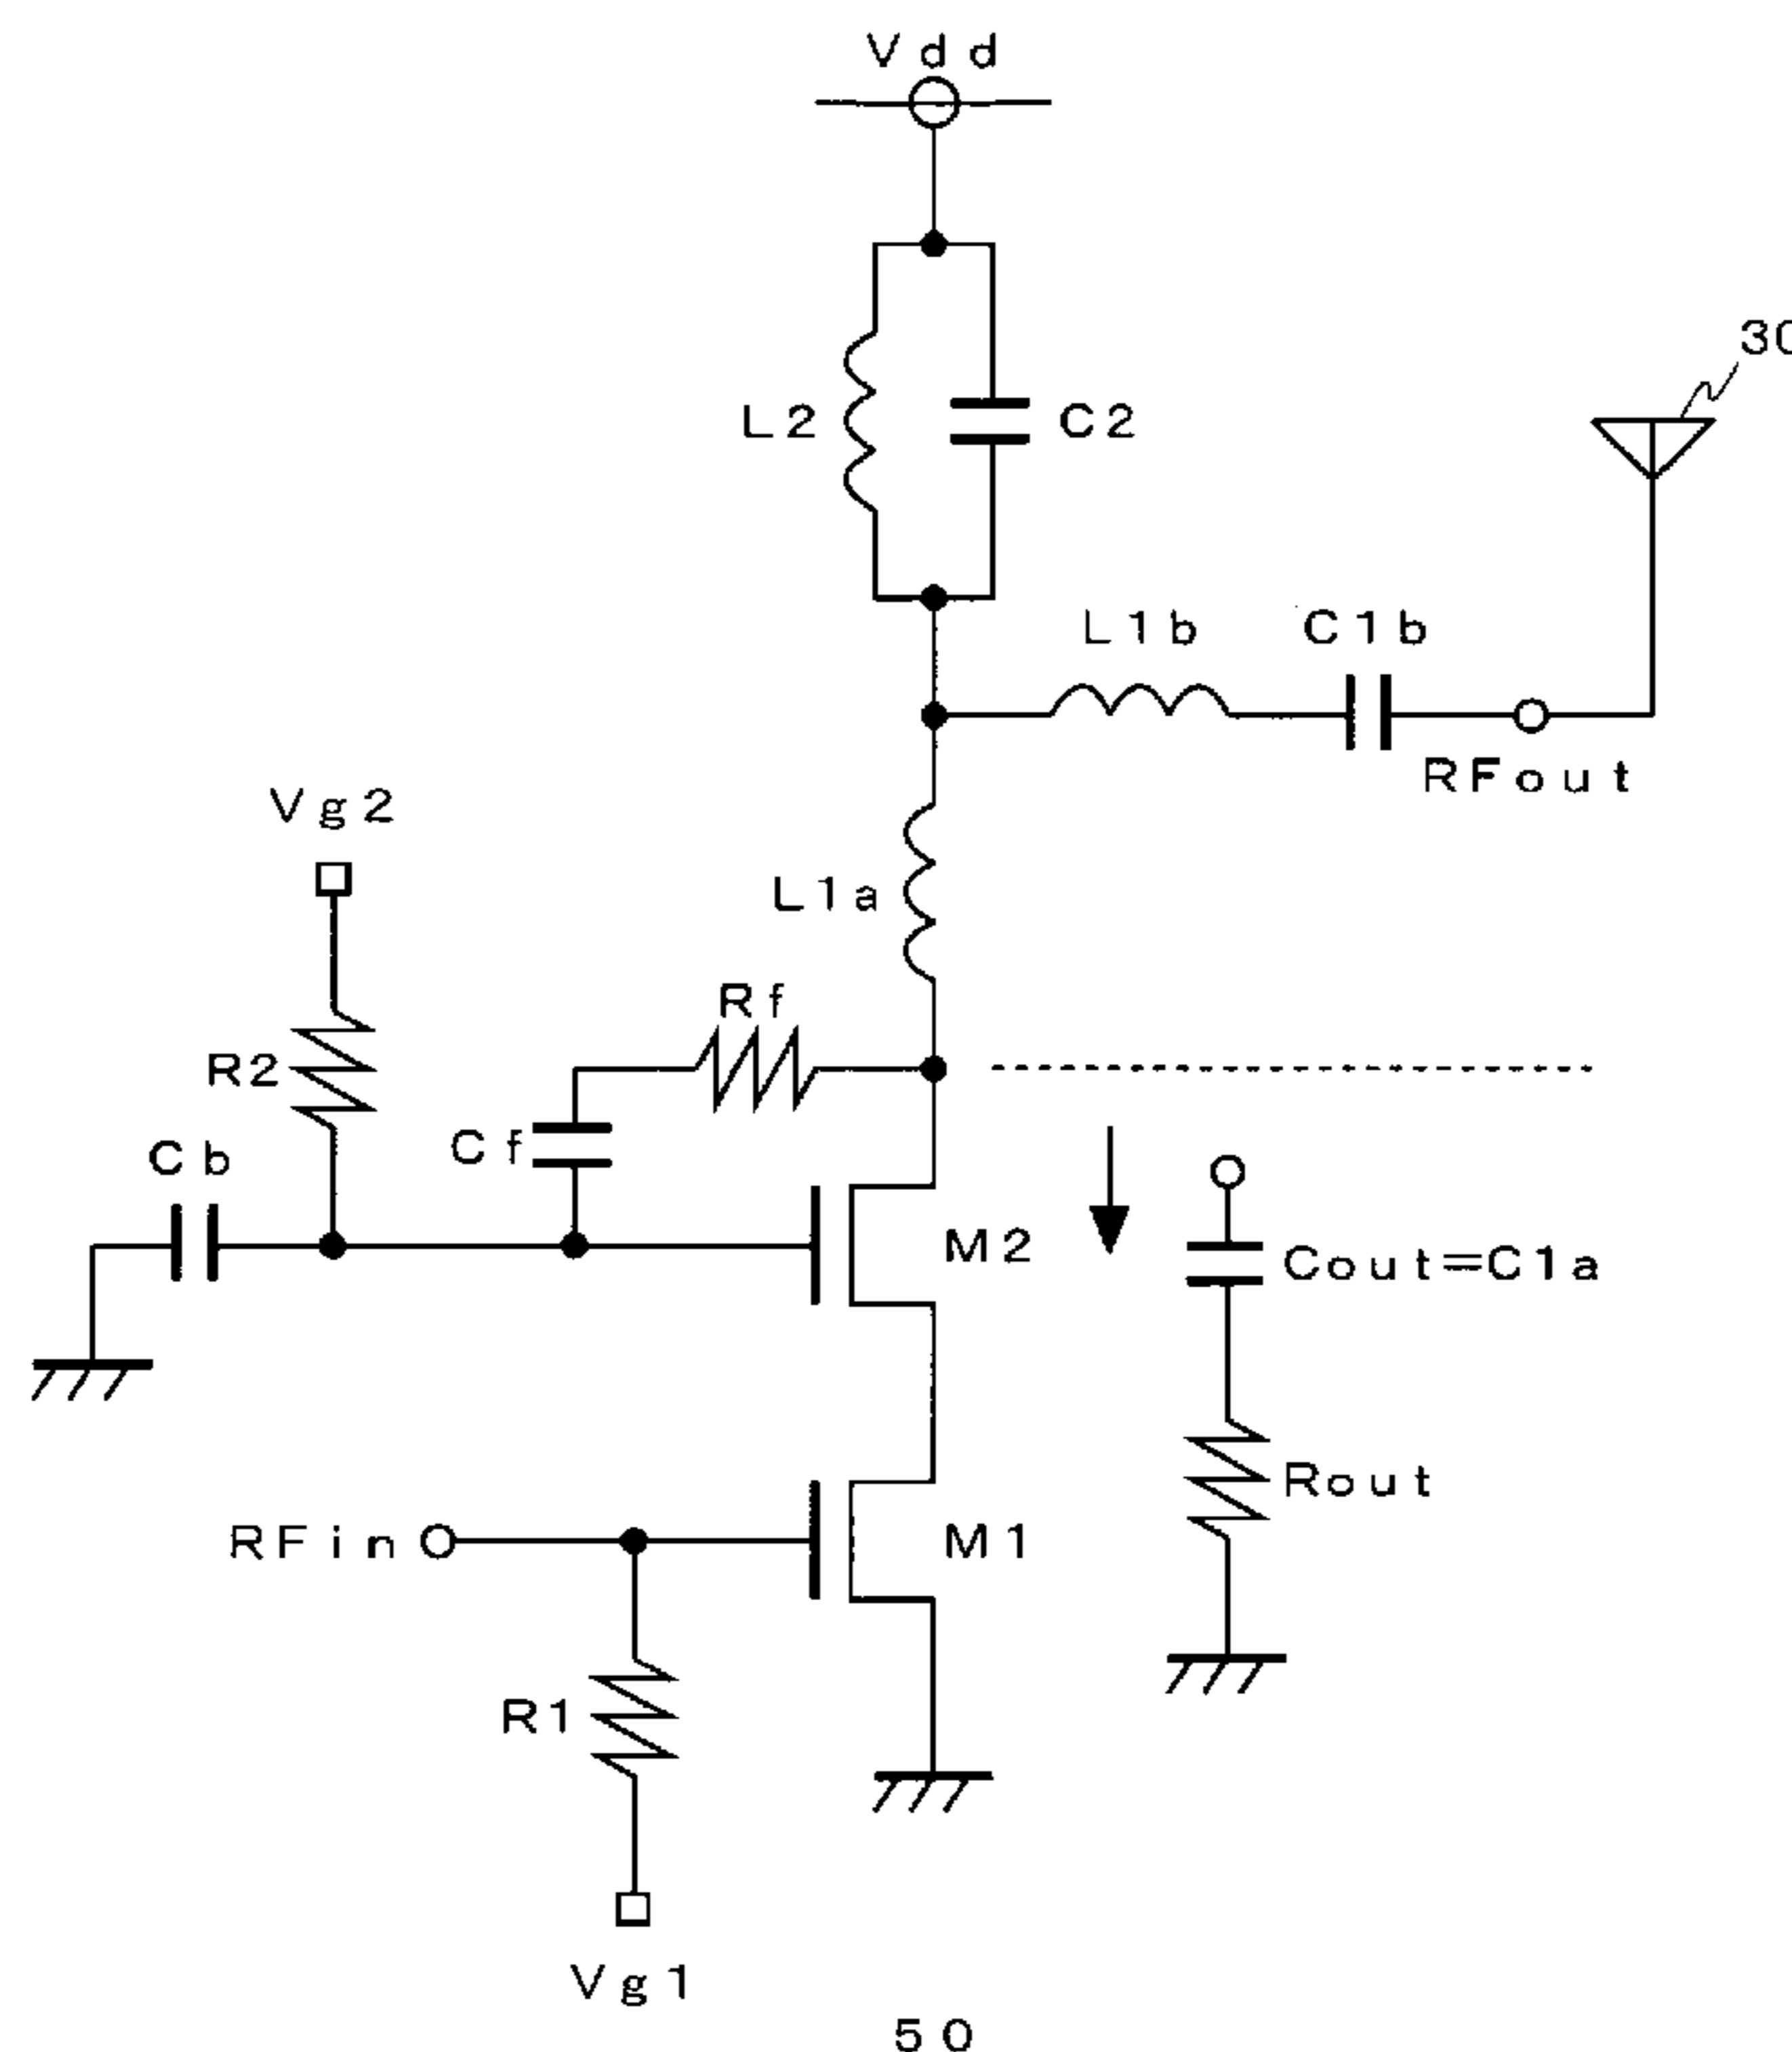 Vdd
30
L2
C2
L1b
C1b
RFout
Vg2
L1a
Rf
R2
Cf
Cb
M2
Cout=C1a
Rout
RFin
M1
R1
Vg1
50